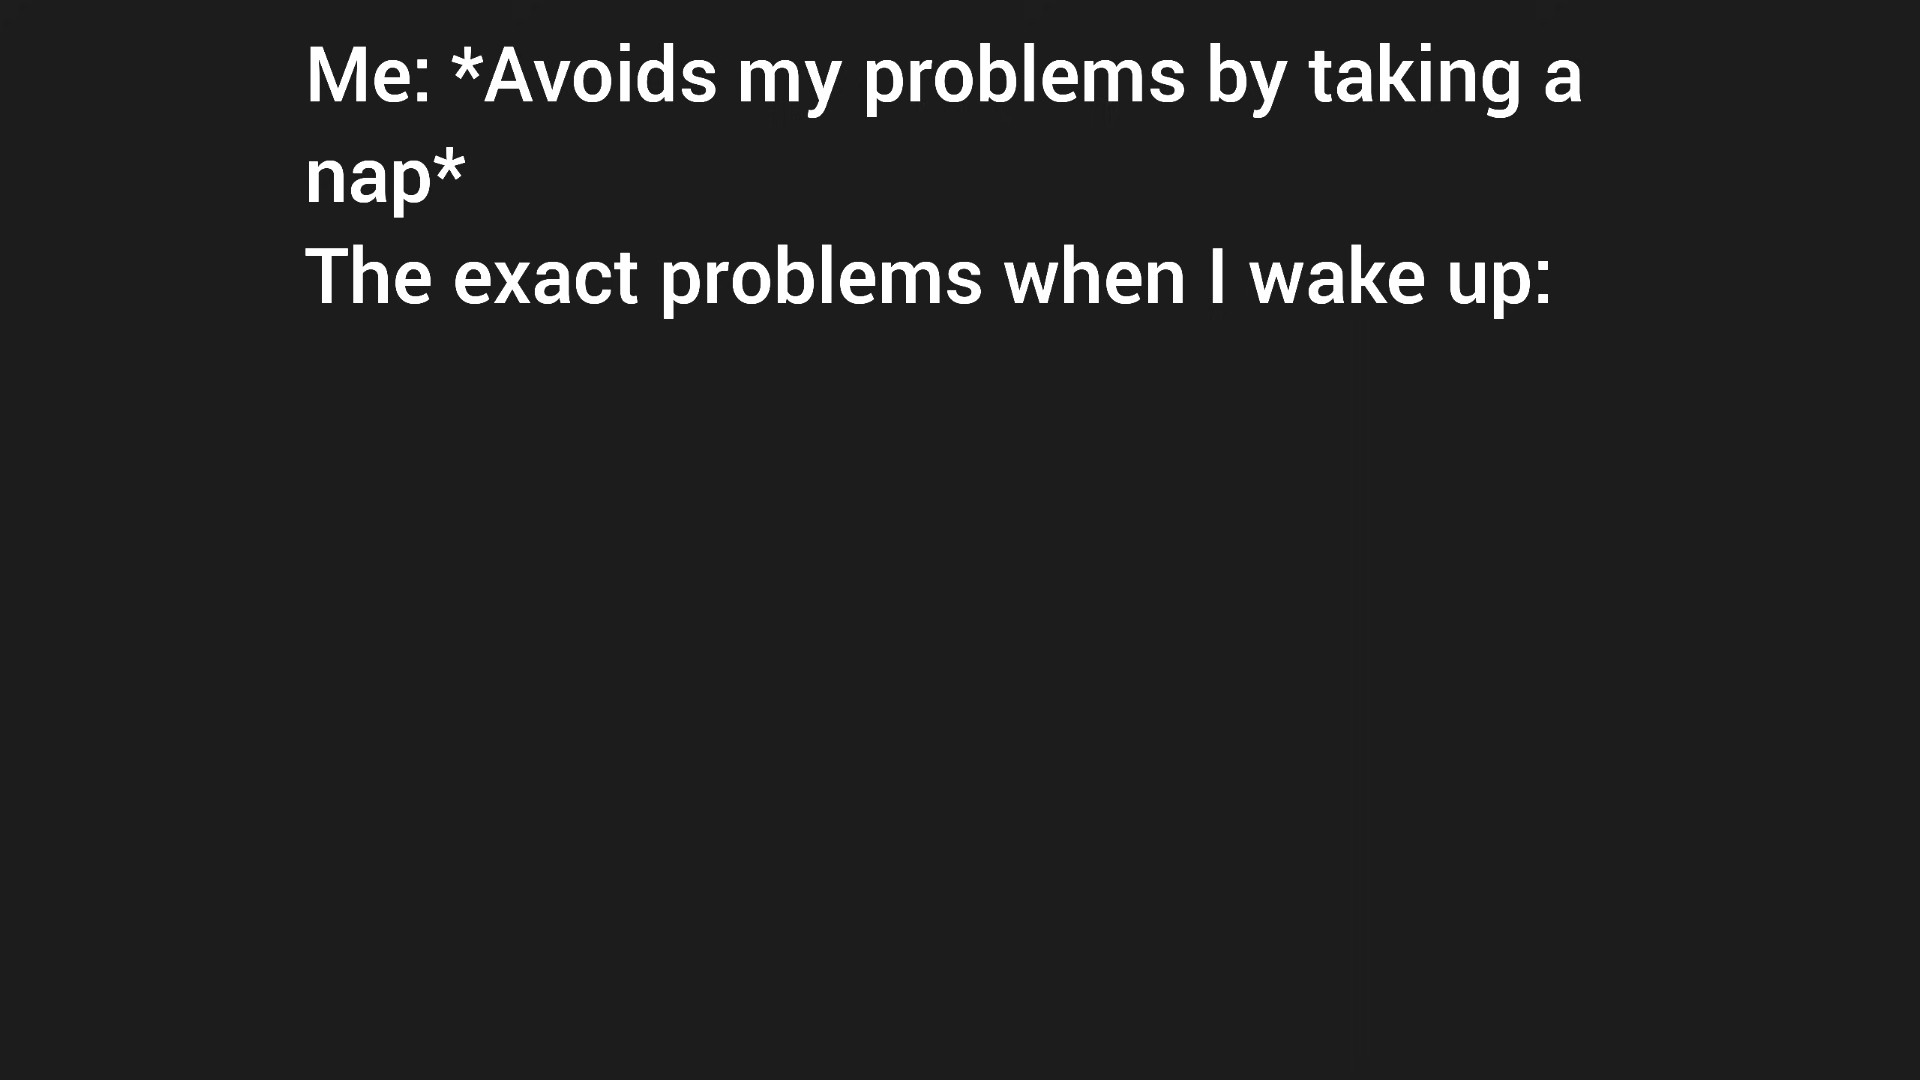 Me: *Avoids my problems by taking a
nap*
The exact problems when I wake up: